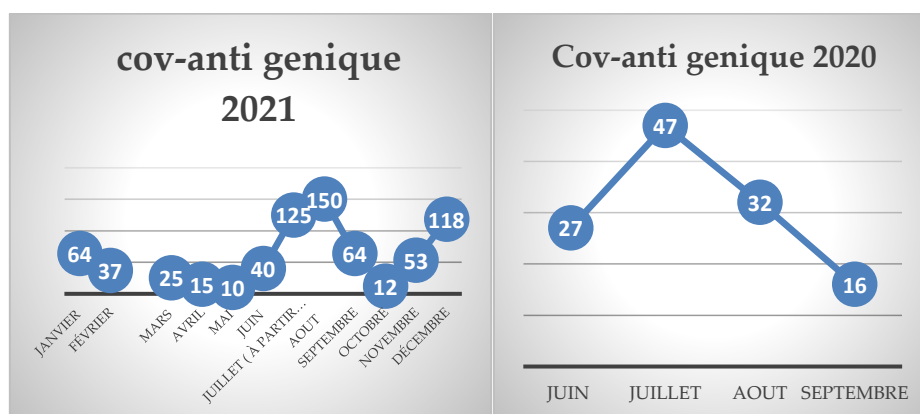 cov-anti genique
2021
64
37
25
15
10
40
125
150
64
12
53
118
JANVIER
FÉVRIER
MARS
AVRIL
MAI
JUIN
JUILLET ( À PARTIR...
AOUT
SEPTEMBRE
OCTOBRE
NOVEMBRE
DÉCEMBRE
Cov-anti genique 2020
27
47
32
16
JUIN
JUILLET
AOUT
SEPTEMBRE